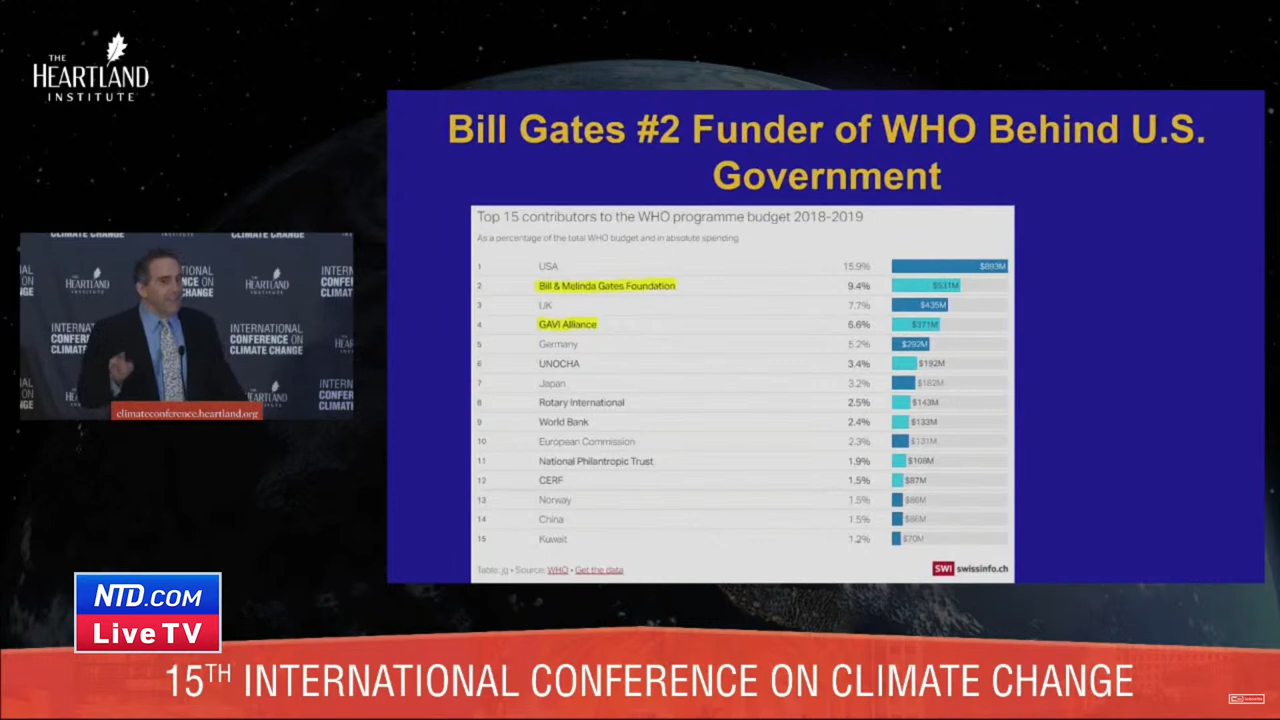 THE
HEARTLAND
INSTITUTE
Bill Gates #2 Funder of WHO Behind U.S.
Government
Top 15 contributors to the WHO programme budget 2018-2019
As a percentage of the total WHO budget and in absolute spending
1 USA 15.9% $893M
2 Bill & Melinda Gates Foundation 9.4% $531M
3 UK 7.7% $435M
4 GAVI Alliance 6.6% $371M
5 Germany 5.2% $292M
6 UNOCHA 3.4% $192M
7 Japan 3.2% $182M
8 Rotary International 2.5% $143M
9 World Bank 2.4% $133M
10 European Commission 2.3% $131M
11 National Philantropic Trust 1.9% $108M
12 CERF 1.5% $87M
13 Norway 1.5% $86M
14 China 1.5% $86M
15 Kuwait 1.2% $70M
Table: jg • Source: WHO • Get the data
SWI swissinfo.ch
CLIMATE CHANGE INSTITUTE CLIMATE CHANGE
HEARTLAND
INSTITUTE
INTERNATIONAL
CONFERENCE ON
CLIMATE CHANGE
climateconference.heartland.org
NTD.COM
Live TV
15TH INTERNATIONAL CONFERENCE ON CLIMATE CHANGE